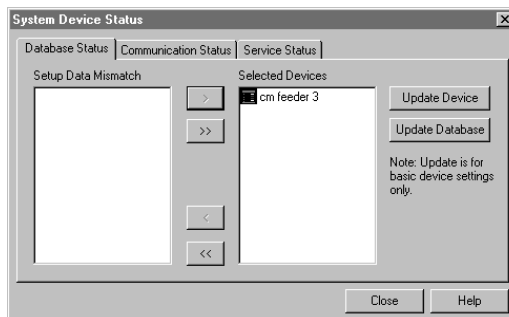 System Device Status
Database Status Communication Status Service Status
Setup Data Mismatch Selected Devices
> cm feeder 3 Update Device
>> Update Database
Note: Update is for
basic device settings
only.
<
<<
Close Help